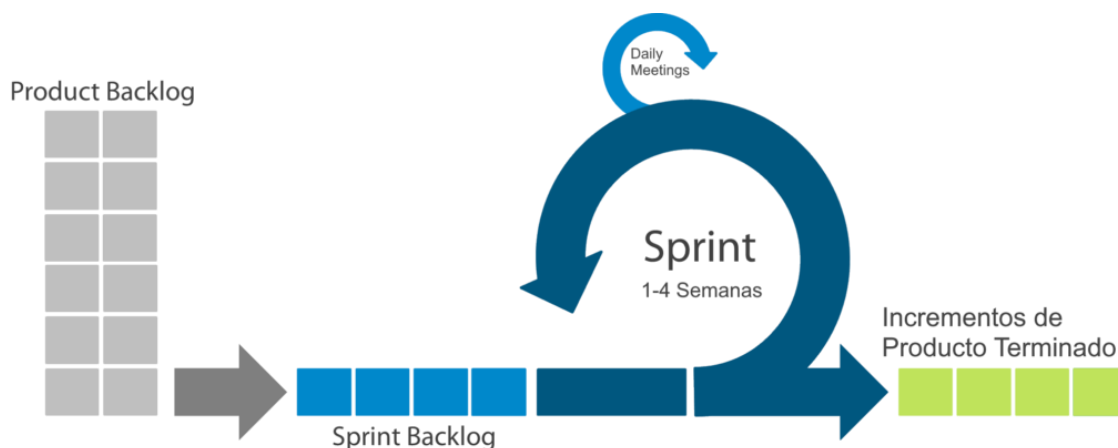 Daily
Meetings
Product Backlog
Sprint
1-4 Semanas
Incrementos de
Producto Terminado
Sprint Backlog